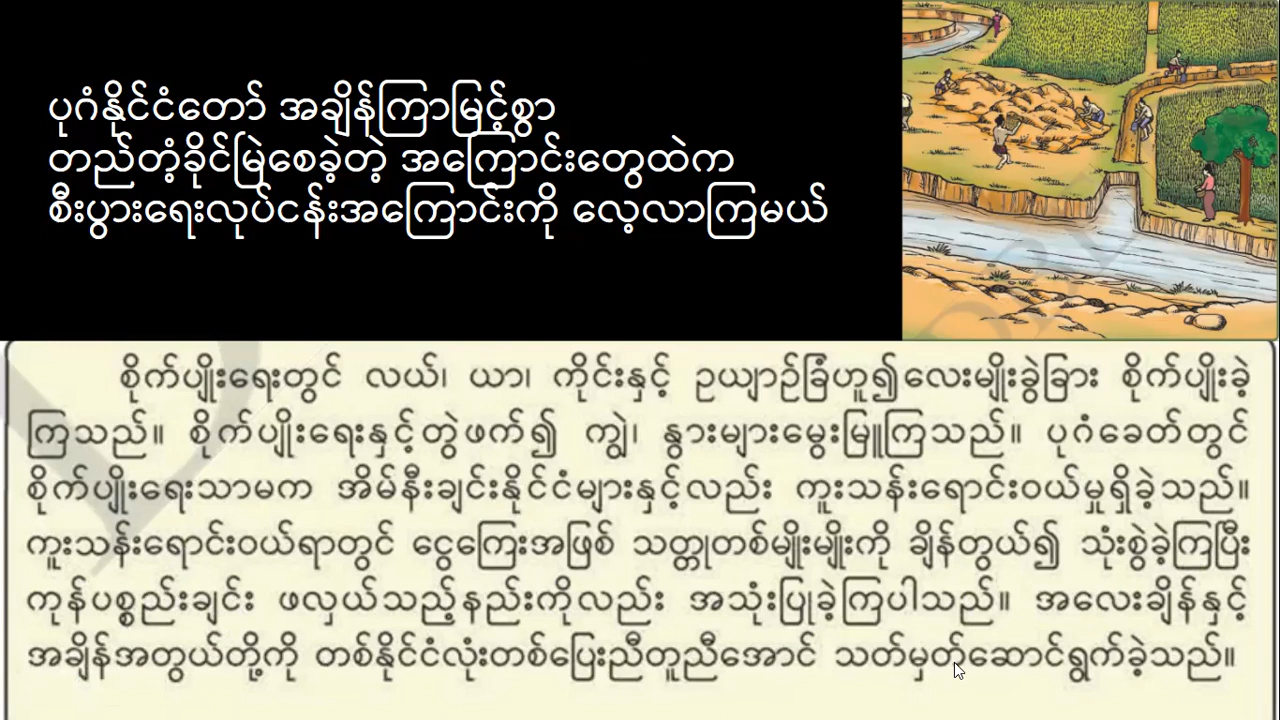 ပုဂံနိုင်ငံတော် အချိန်ကြာမြင့်စွာ
တည်တံ့ခိုင်မြဲစေခဲ့တဲ့ အကြောင်းတွေထဲက
စီးပွားရေးလုပ်ငန်းအကြောင်းကို လေ့လာကြမယ်
စိုက်ပျိုးရေးတွင် လယ်၊ ယာ၊ ကိုင်းနှင့် ဥယျာဉ်ခြံဟူ၍လေးမျိုးခွဲခြား စိုက်ပျိုးခဲ့
ကြသည်။ စိုက်ပျိုးရေးနှင့်တွဲဖက်၍ ကျွဲ၊ နွားများမွေးမြူကြသည်။ ပုဂံခေတ်တွင်
စိုက်ပျိုးရေးသာမက အိမ်နီးချင်းနိုင်ငံများနှင့်လည်း ကူးသန်းရောင်းဝယ်မှုရှိခဲ့သည်။
ကူးသန်းရောင်းဝယ်ရာတွင် ငွေကြေးအဖြစ် သတ္တုတစ်မျိုးမျိုးကို ချိန်တွယ်၍ သုံးစွဲခဲ့ကြပြီး
ကုန်ပစ္စည်းချင်း ဖလှယ်သည့်နည်းကိုလည်း အသုံးပြုခဲ့ကြပါသည်။ အလေးချိန်နှင့်
အချိန်အတွယ်တို့ကို တစ်နိုင်ငံလုံးတစ်ပြေးညီတူညီအောင် သတ်မှတ်ဆောင်ရွက်ခဲ့သည်။